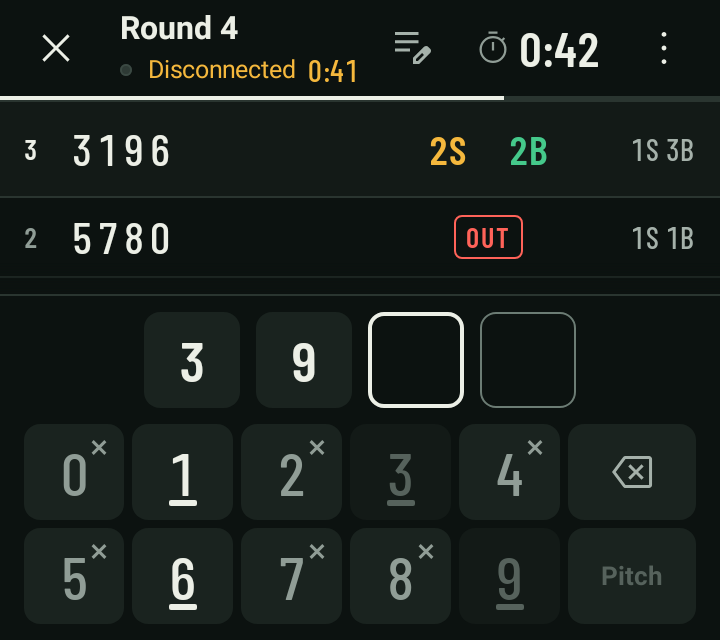 Round 4
Disconnected 0:41
0:42
3 3196 2S 2B 1S 3B
2 5780 OUT 1S 1B
3 9
0 1 2 3 4
5 6 7 8 9 Pitch